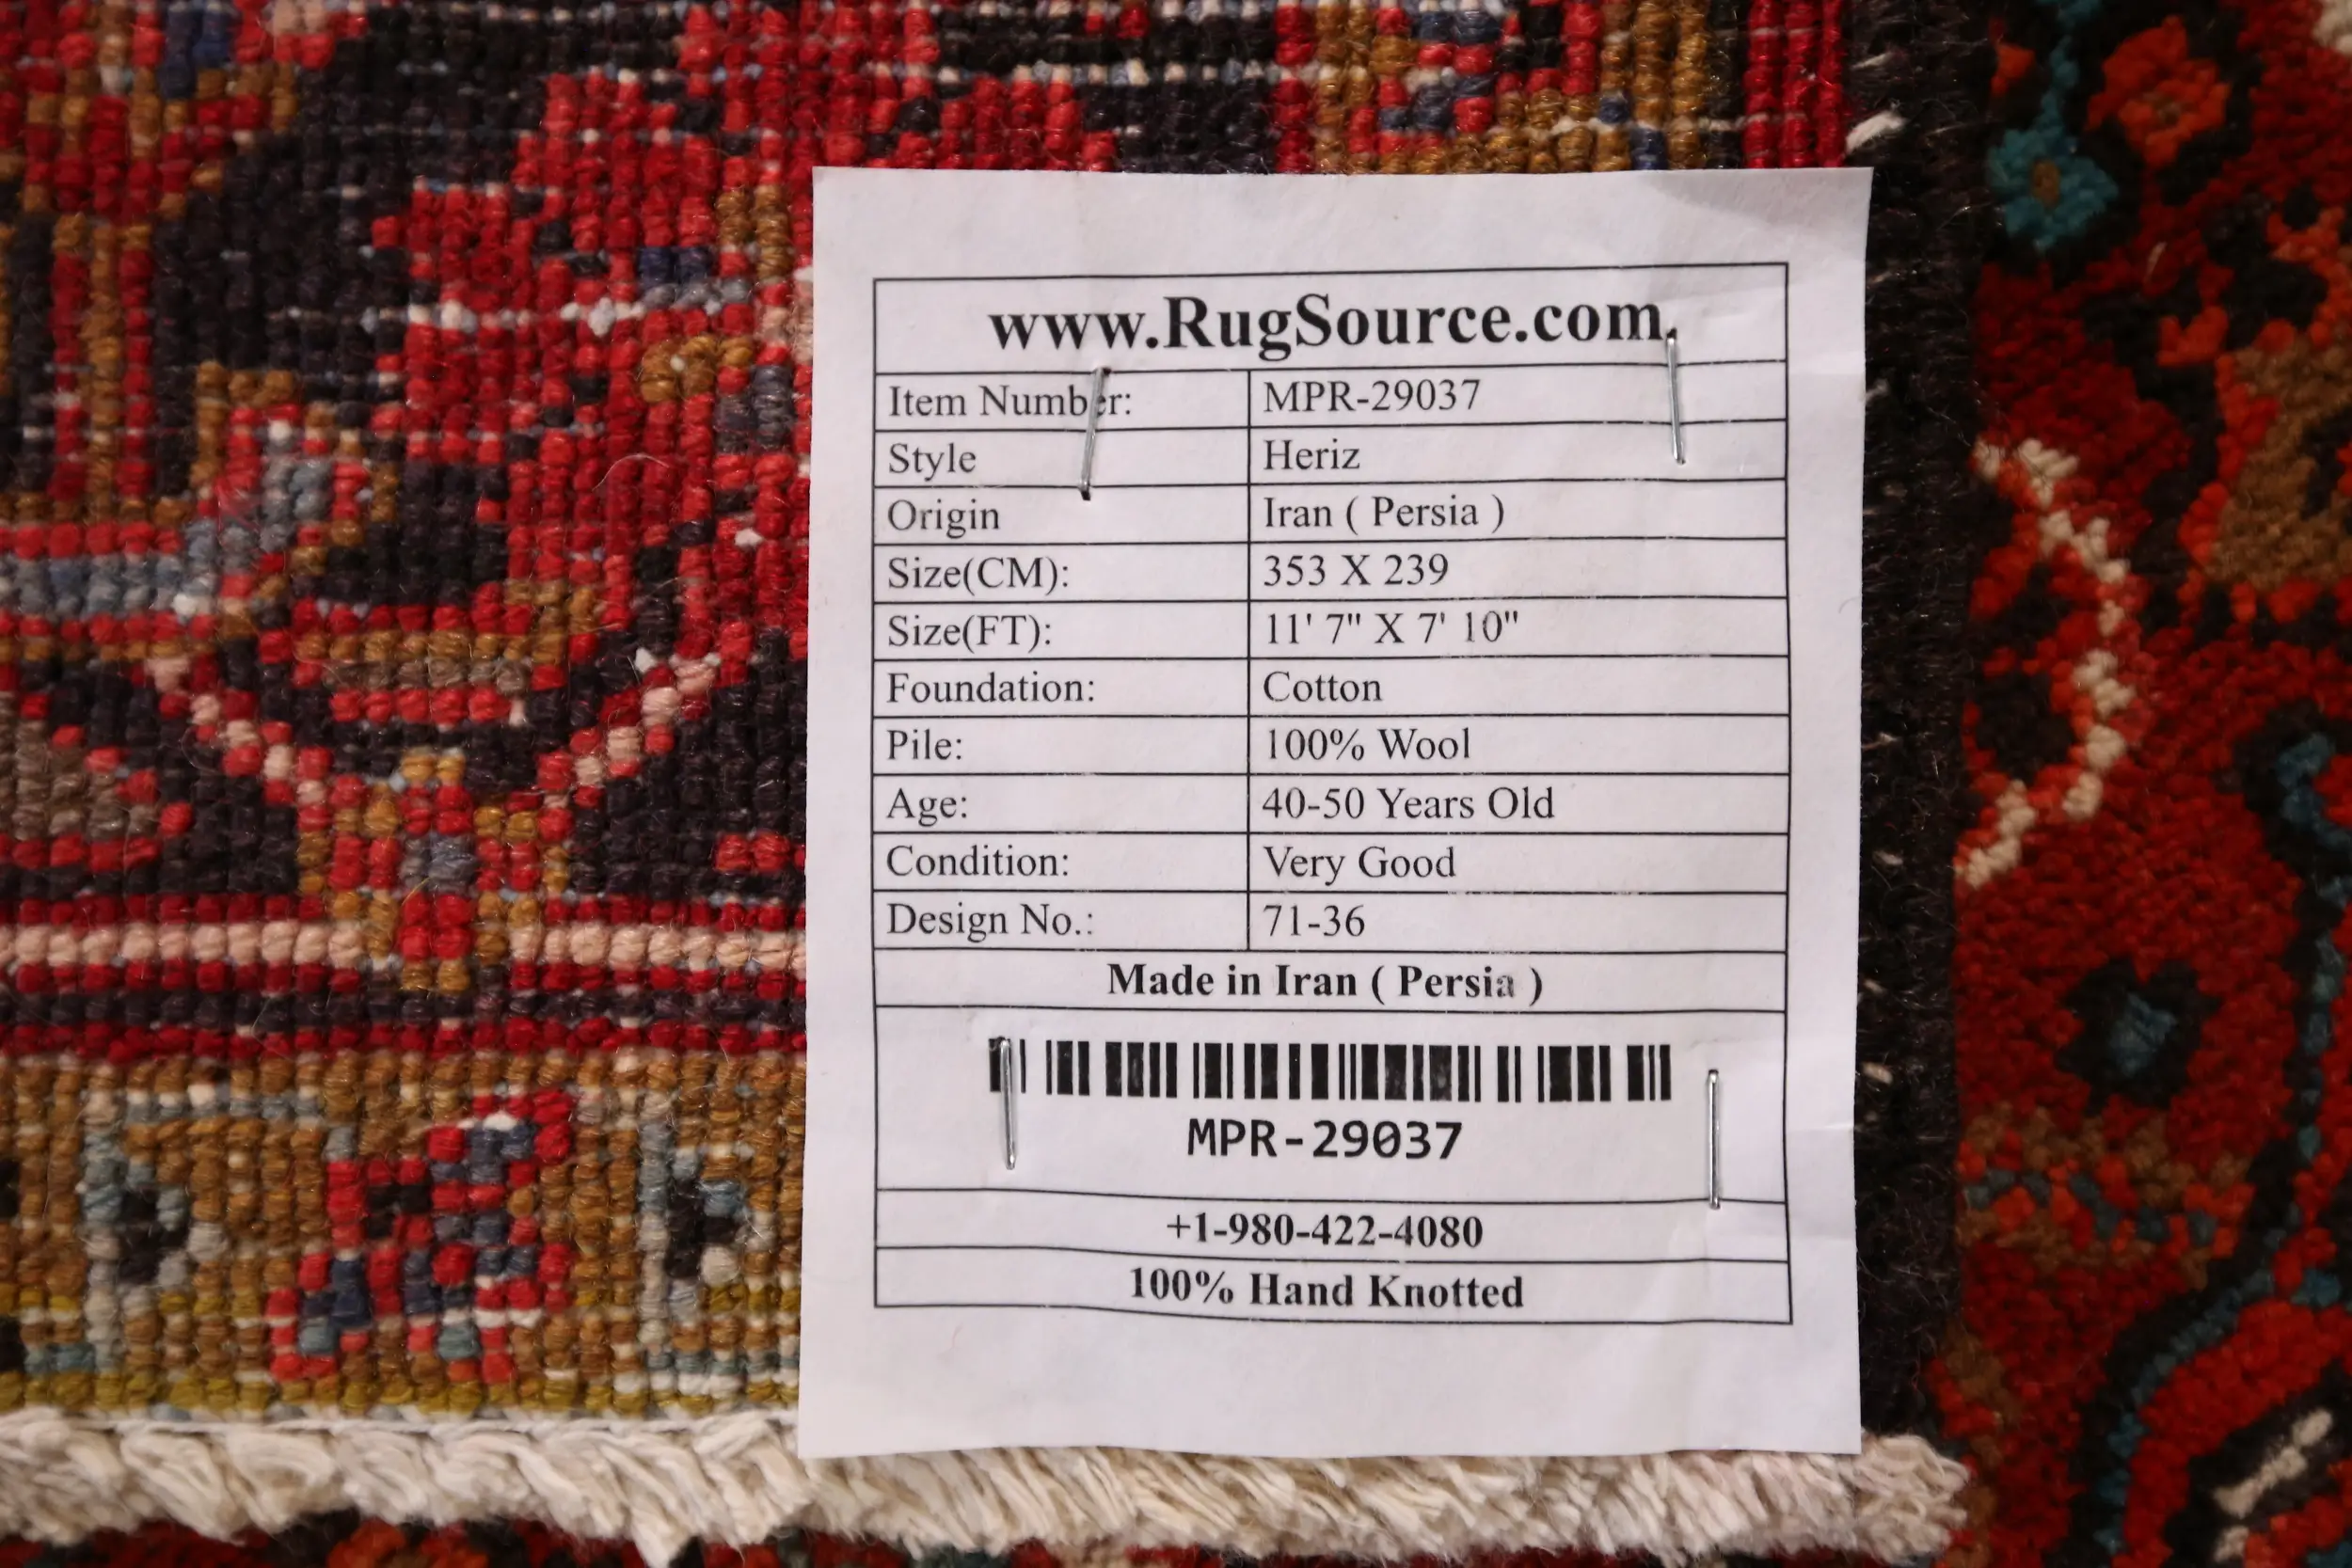 www.RugSource.com
Item Number: MPR-29037
Style Heriz
Origin Iran ( Persia )
Size(CM): 353 X 239
Size(FT): 11' 7" X 7' 10"
Foundation: Cotton
Pile: 100% Wool
Age: 40-50 Years Old
Condition: Very Good
Design No.: 71-36
Made in Iran ( Persia )
MPR-29037
+1-980-422-4080
100% Hand Knotted